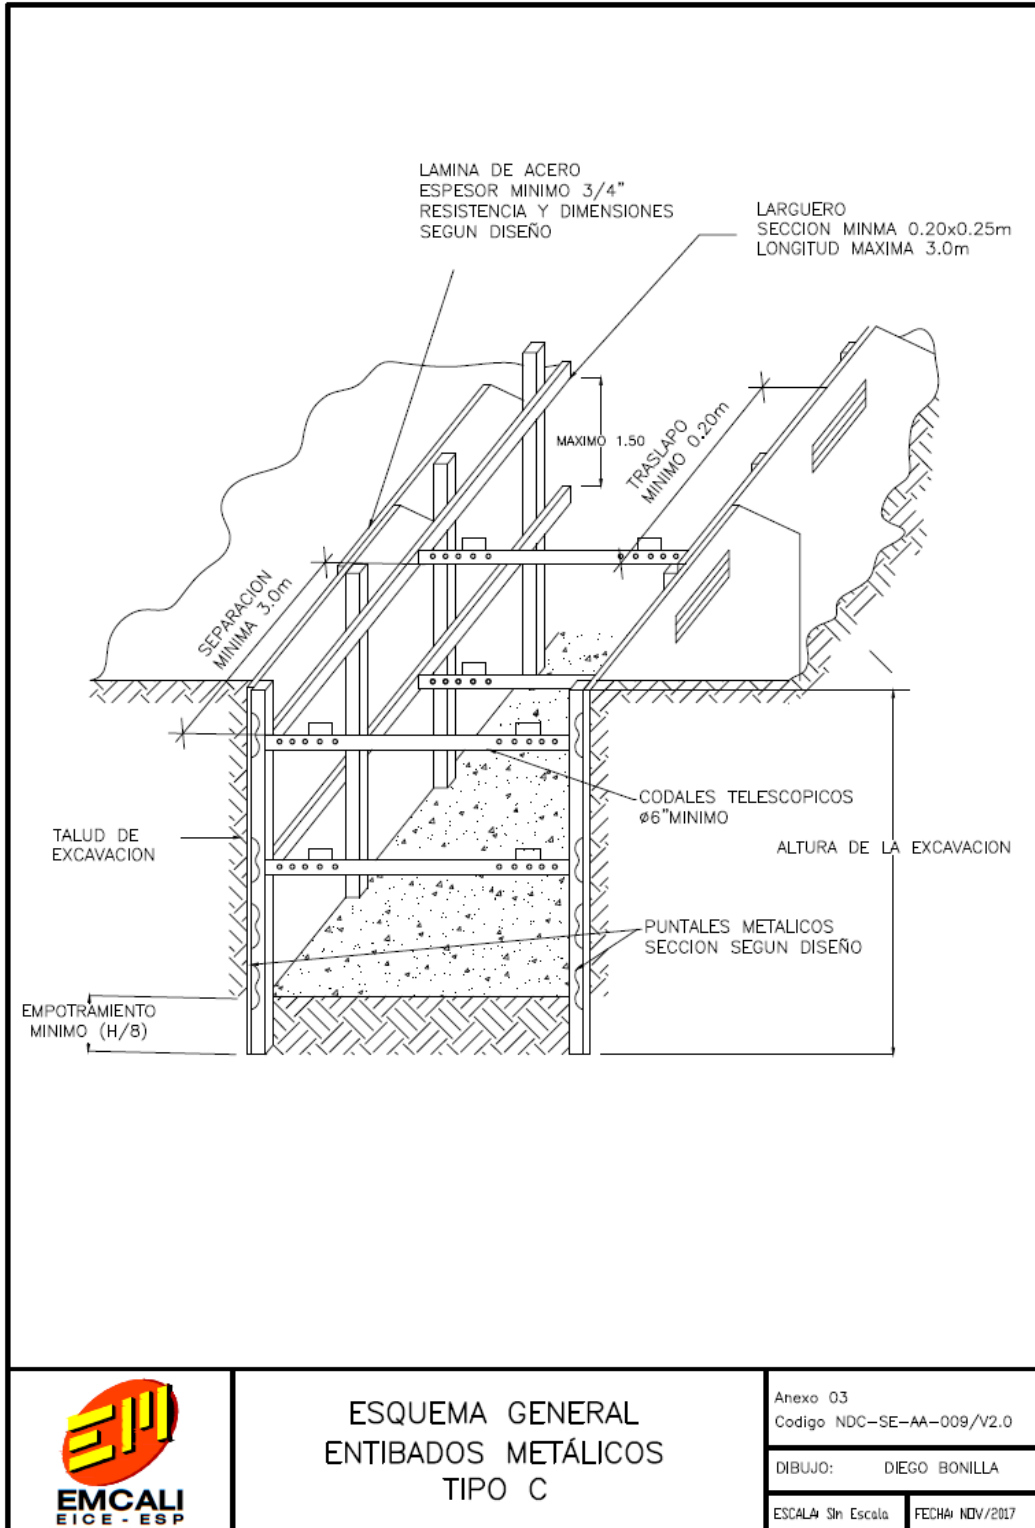 LAMINA DE ACERO
ESPESOR MINIMO 3/4"
RESISTENCIA Y DIMENSIONES
SEGUN DISEÑO
LARGUERO
SECCION MINMA 0.20x0.25m
LONGITUD MAXIMA 3.0m
MAXIMO 1.50
TRASLAPO
MINIMO 0.20m
SEPARACION
MINIMA 3.0m
CODALES TELESCOPICOS
ø6"MINIMO
TALUD DE
EXCAVACION
ALTURA DE LA EXCAVACION
PUNTALES METALICOS
SECCION SEGUN DISEÑO
EMPOTRAMIENTO
MINIMO (H/8)
EM
EMCALI
EICE - ESP
ESQUEMA GENERAL
ENTIBADOS METÁLICOS
TIPO C
Anexo 03
Codigo NDC-SE-AA-009/V2.0
DIBUJO: DIEGO BONILLA
ESCALA: Sin Escala
FECHA: NOV/2017